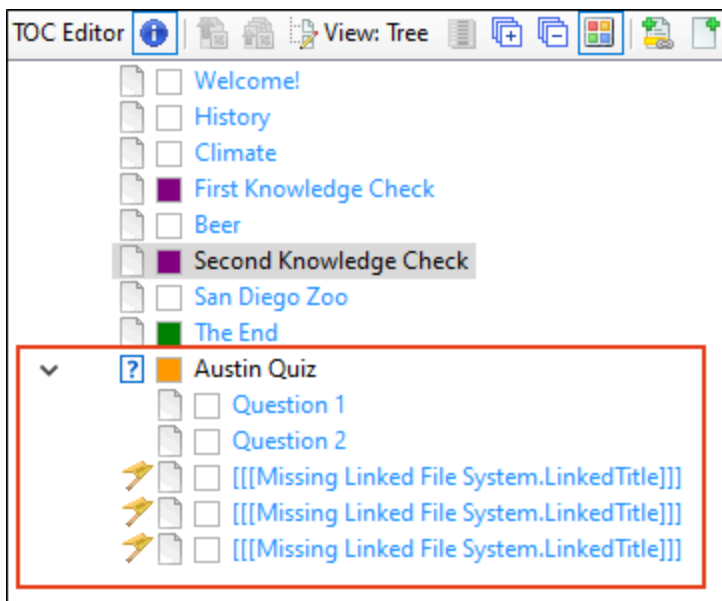 TOC Editor View: Tree
Welcome!
History
Climate
First Knowledge Check
Beer
Second Knowledge Check
San Diego Zoo
The End
Austin Quiz
Question 1
Question 2
[[[Missing Linked File System.LinkedTitle]]]
[[[Missing Linked File System.LinkedTitle]]]
[[[Missing Linked File System.LinkedTitle]]]